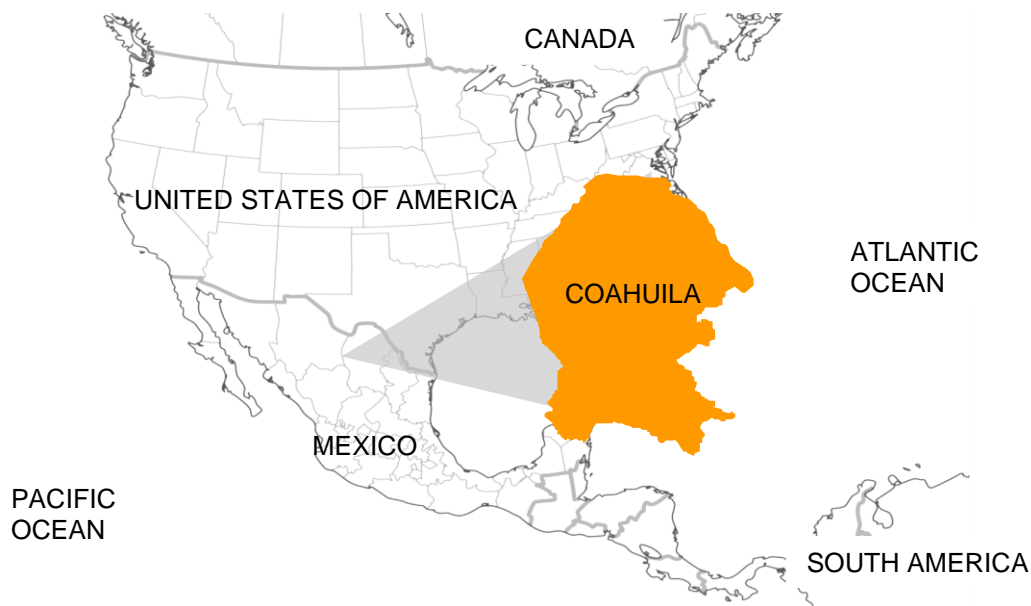 CANADA
UNITED STATES OF AMERICA
ATLANTIC
OCEAN
COAHUILA
MEXICO
PACIFIC
OCEAN
SOUTH AMERICA